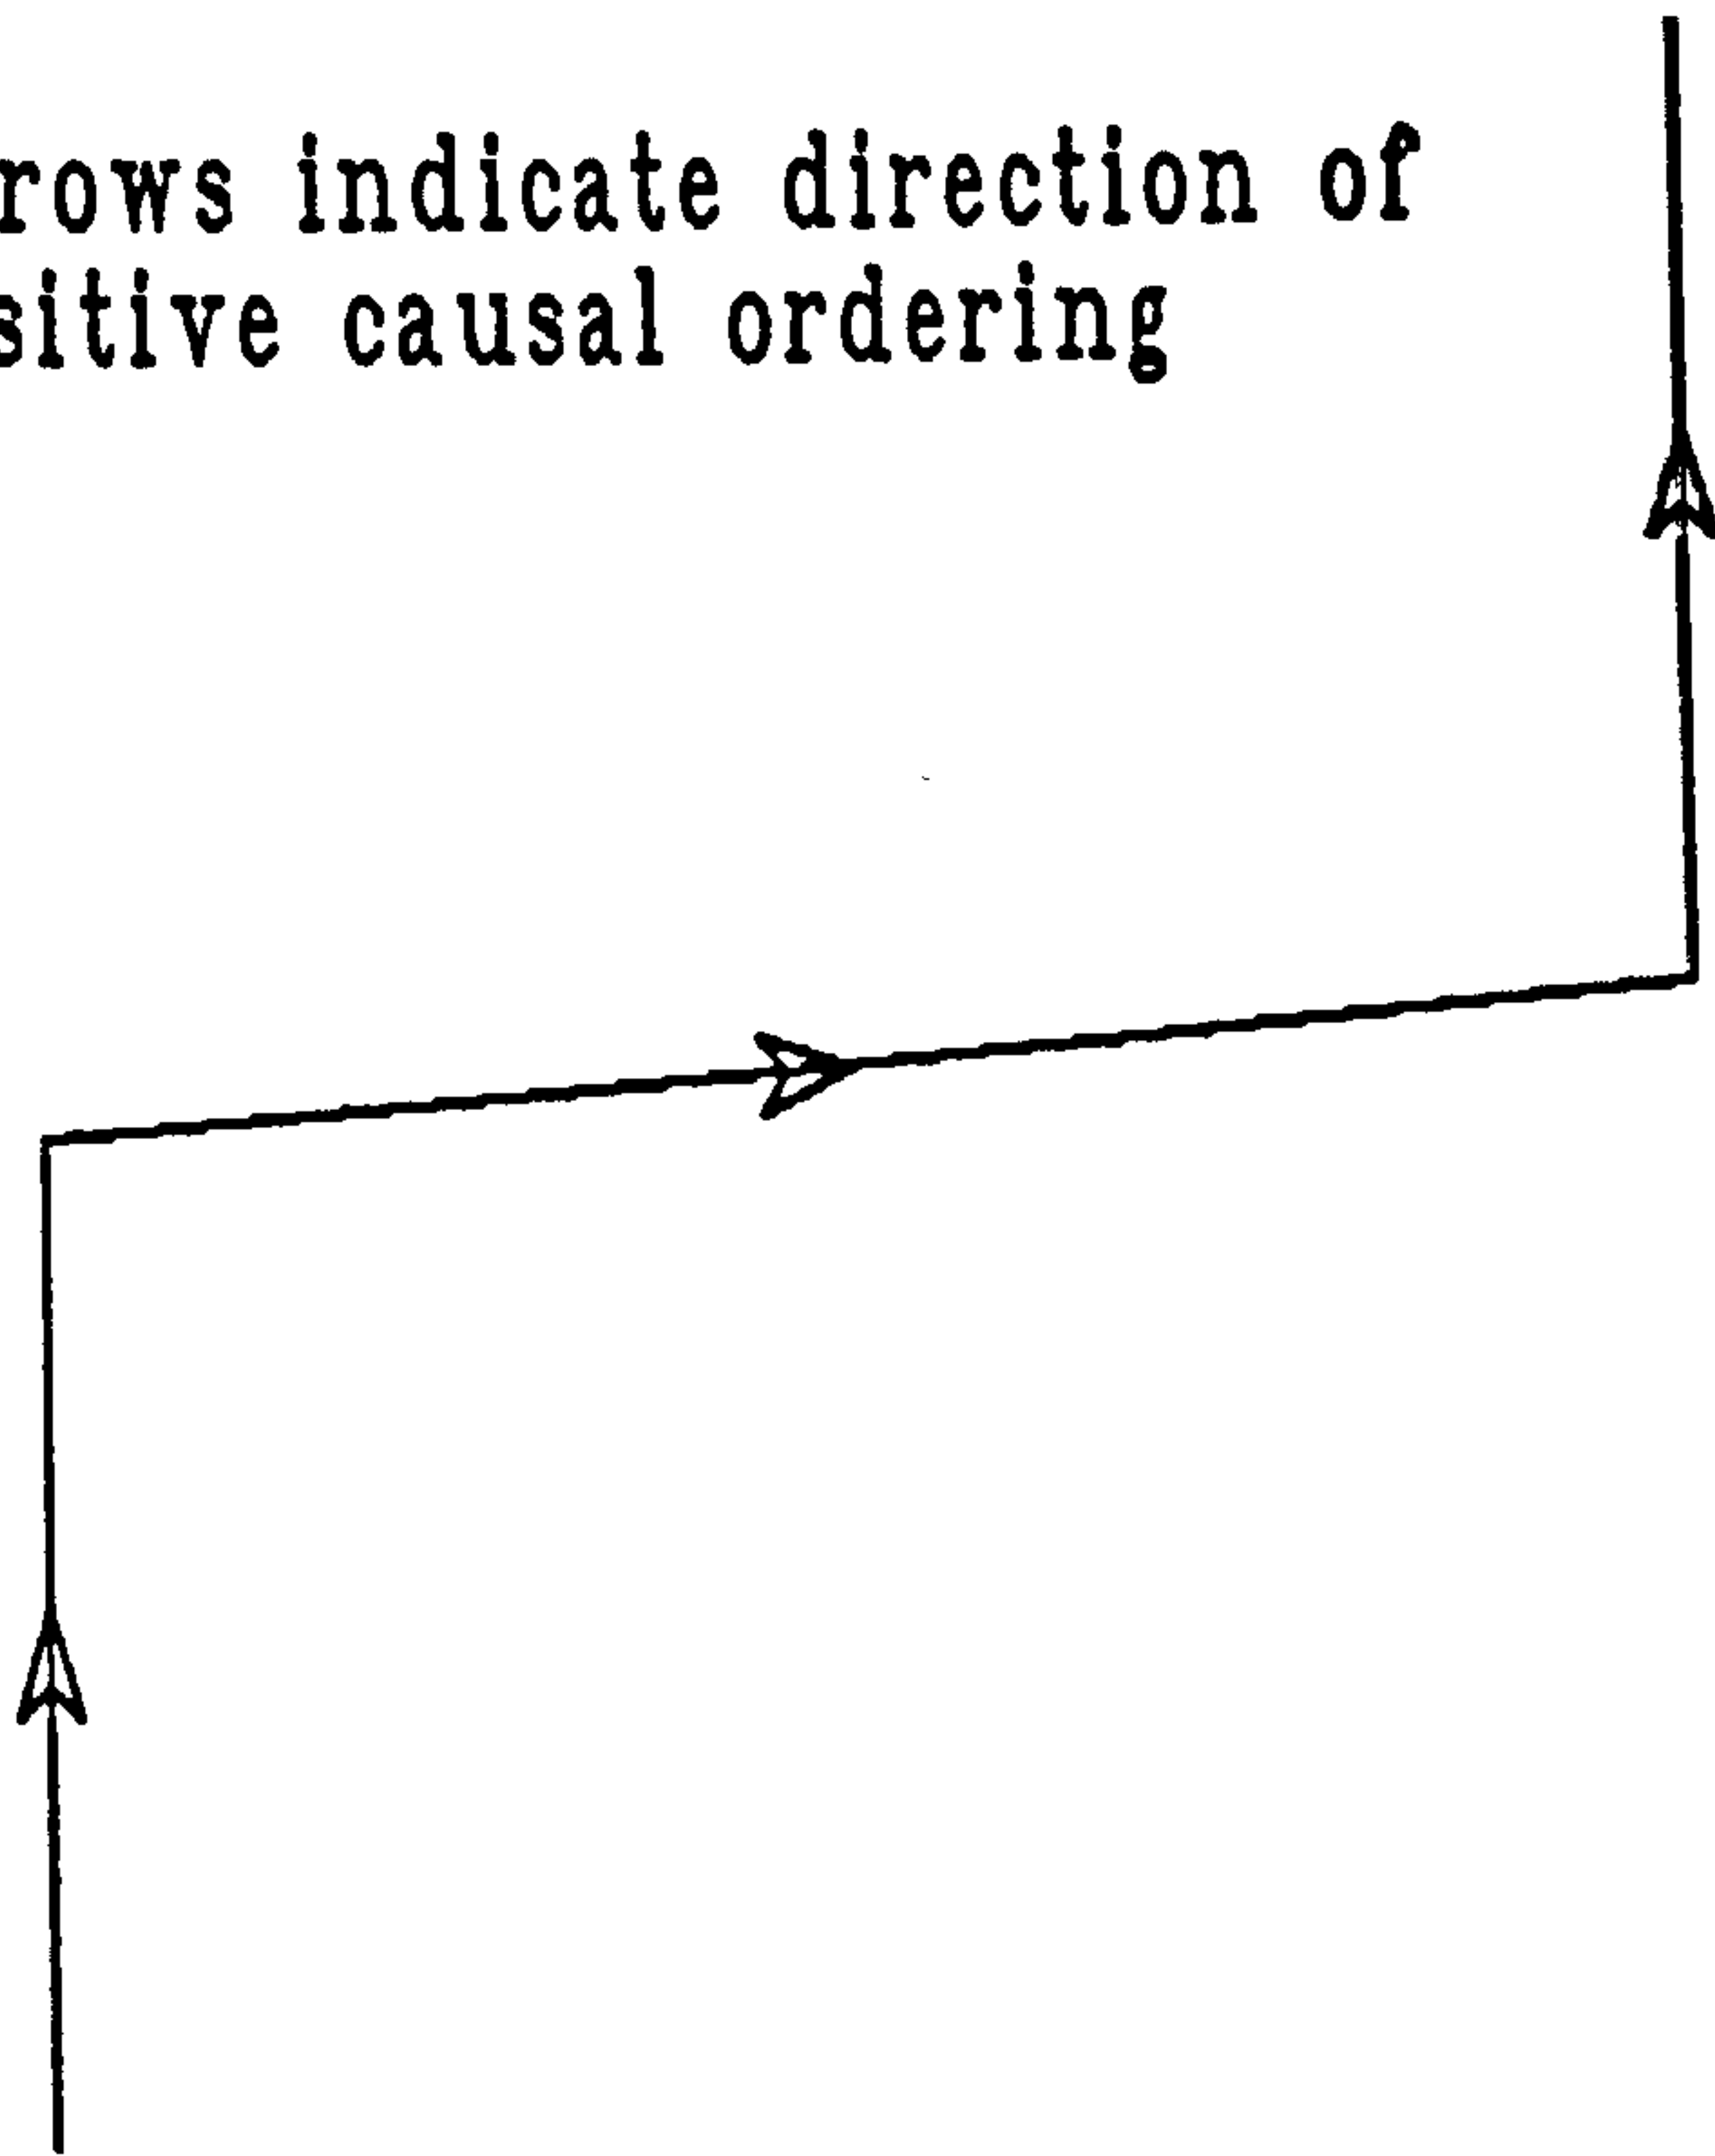 rows indicate direction of
sitive causal ordering